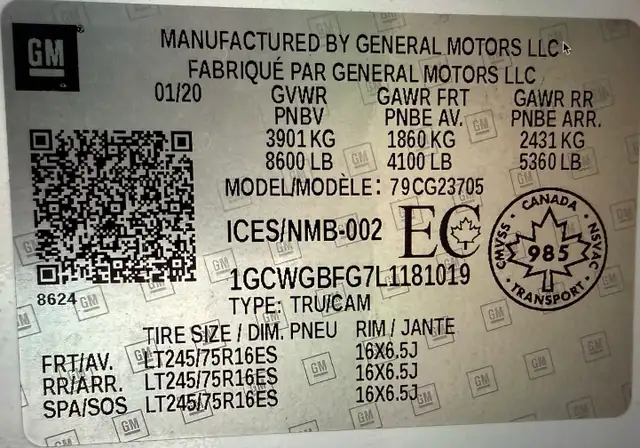 GM
MANUFACTURED BY GENERAL MOTORS LLC
FABRIQUÉ PAR GENERAL MOTORS LLC
01/20 GVWR GAWR FRT GAWR RR
PNBV PNBE AV. PNBE ARR.
3901 KG 1860 KG 2431 KG
8600 LB 4100 LB 5360 LB
MODEL/MODÈLE: 79CG23705
ICES/NMB-002 EC
CANADA
CMVSS 985 NSVAC
TRANSPORT
1GCWGBFG7L1181019
8624
TYPE: TRU/CAM
TIRE SIZE / DIM. PNEU RIM / JANTE
FRT/AV. LT245/75R16ES 16X6.5J
RR/ARR. LT245/75R16ES 16X6.5J
SPA/SOS LT245/75R16ES 16X6.5J